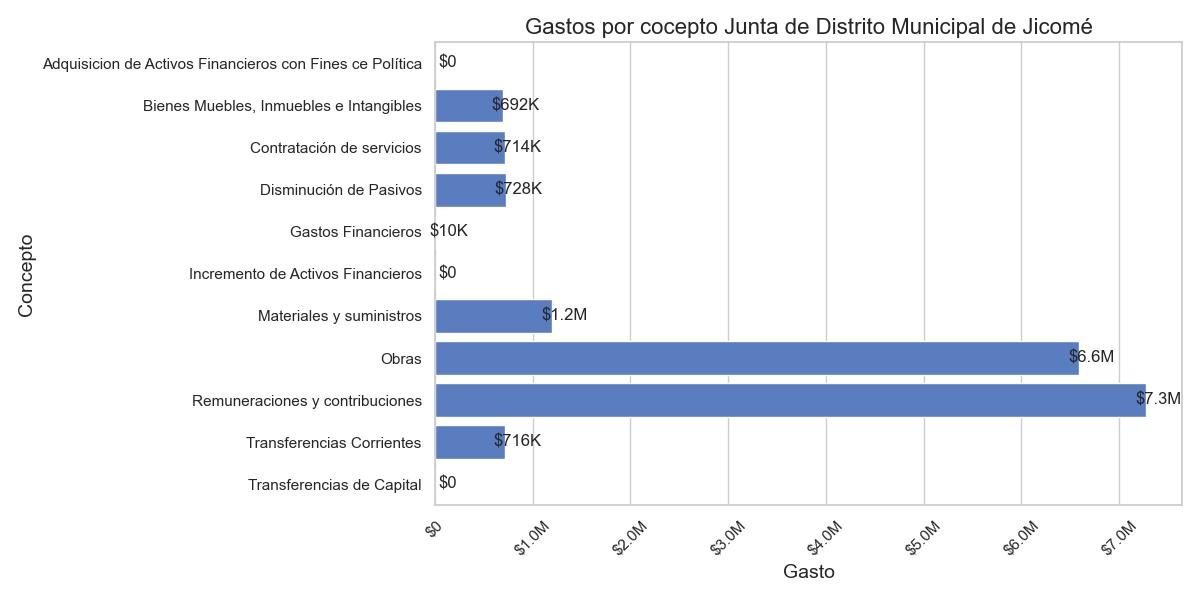 Gastos por cocepto Junta de Distrito Municipal de Jicomé
Adquisicion de Activos Financieros con Fines ce Política $0
Bienes Muebles, Inmuebles e Intangibles $692K
Contratación de servicios $714K
Disminución de Pasivos $728K
Gastos Financieros $10K
Incremento de Activos Financieros $0
Materiales y suministros $1.2M
Obras $6.6M
Remuneraciones y contribuciones $7.3M
Transferencias Corrientes $716K
Transferencias de Capital $0
Concepto
$0 $1.0M $2.0M $3.0M $4.0M $5.0M $6.0M $7.0M
Gasto